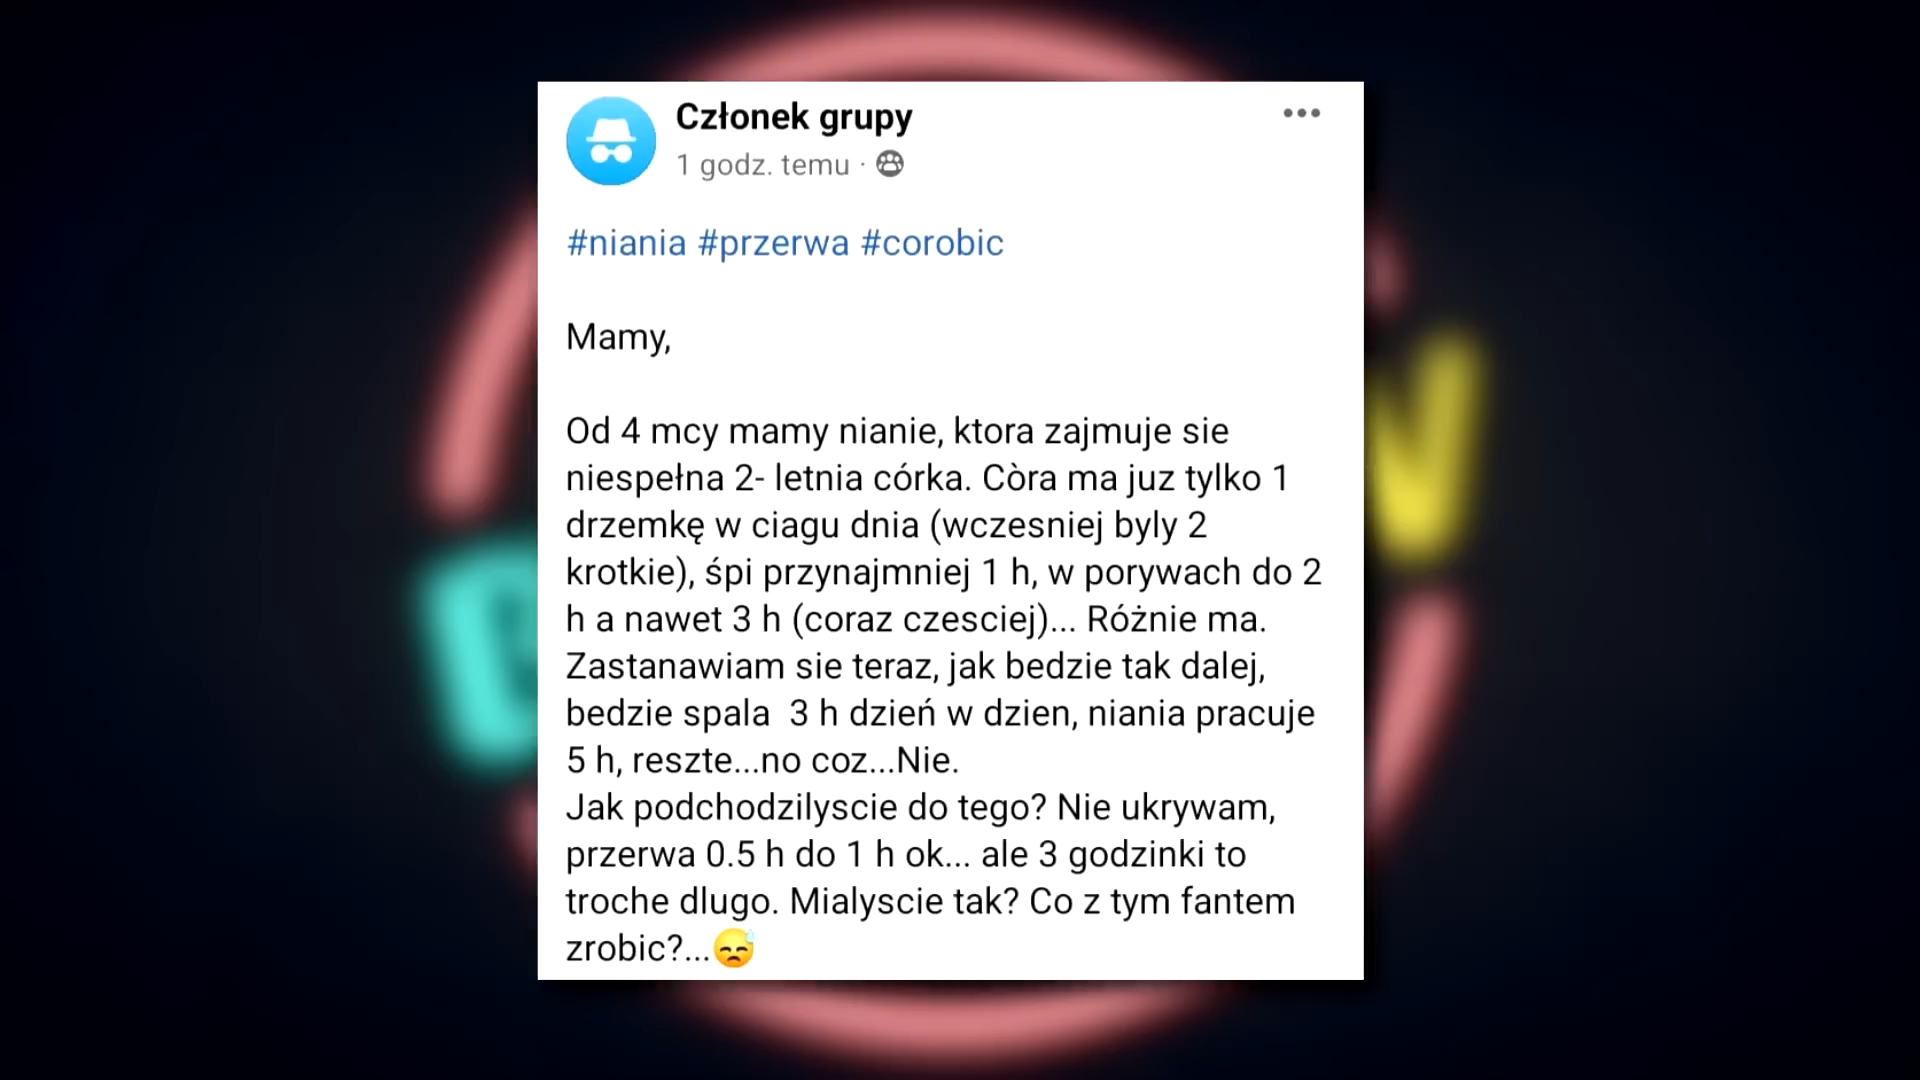 Członek grupy
1 godz. temu ·
#niania #przerwa #corobic
Mamy,
Od 4 mcy mamy nianie, ktora zajmuje sie
niespełna 2- letnia córka. Còra ma juz tylko 1
drzemkę w ciagu dnia (wczesniej byly 2
krotkie), śpi przynajmniej 1 h, w porywach do 2
h a nawet 3 h (coraz czesciej)... Różnie ma.
Zastanawiam sie teraz, jak bedzie tak dalej,
bedzie spala  3 h dzień w dzien, niania pracuje
5 h, reszte...no coz...Nie.
Jak podchodzilyscie do tego? Nie ukrywam,
przerwa 0.5 h do 1 h ok... ale 3 godzinki to
troche dlugo. Mialyscie tak? Co z tym fantem
zrobic?...😓